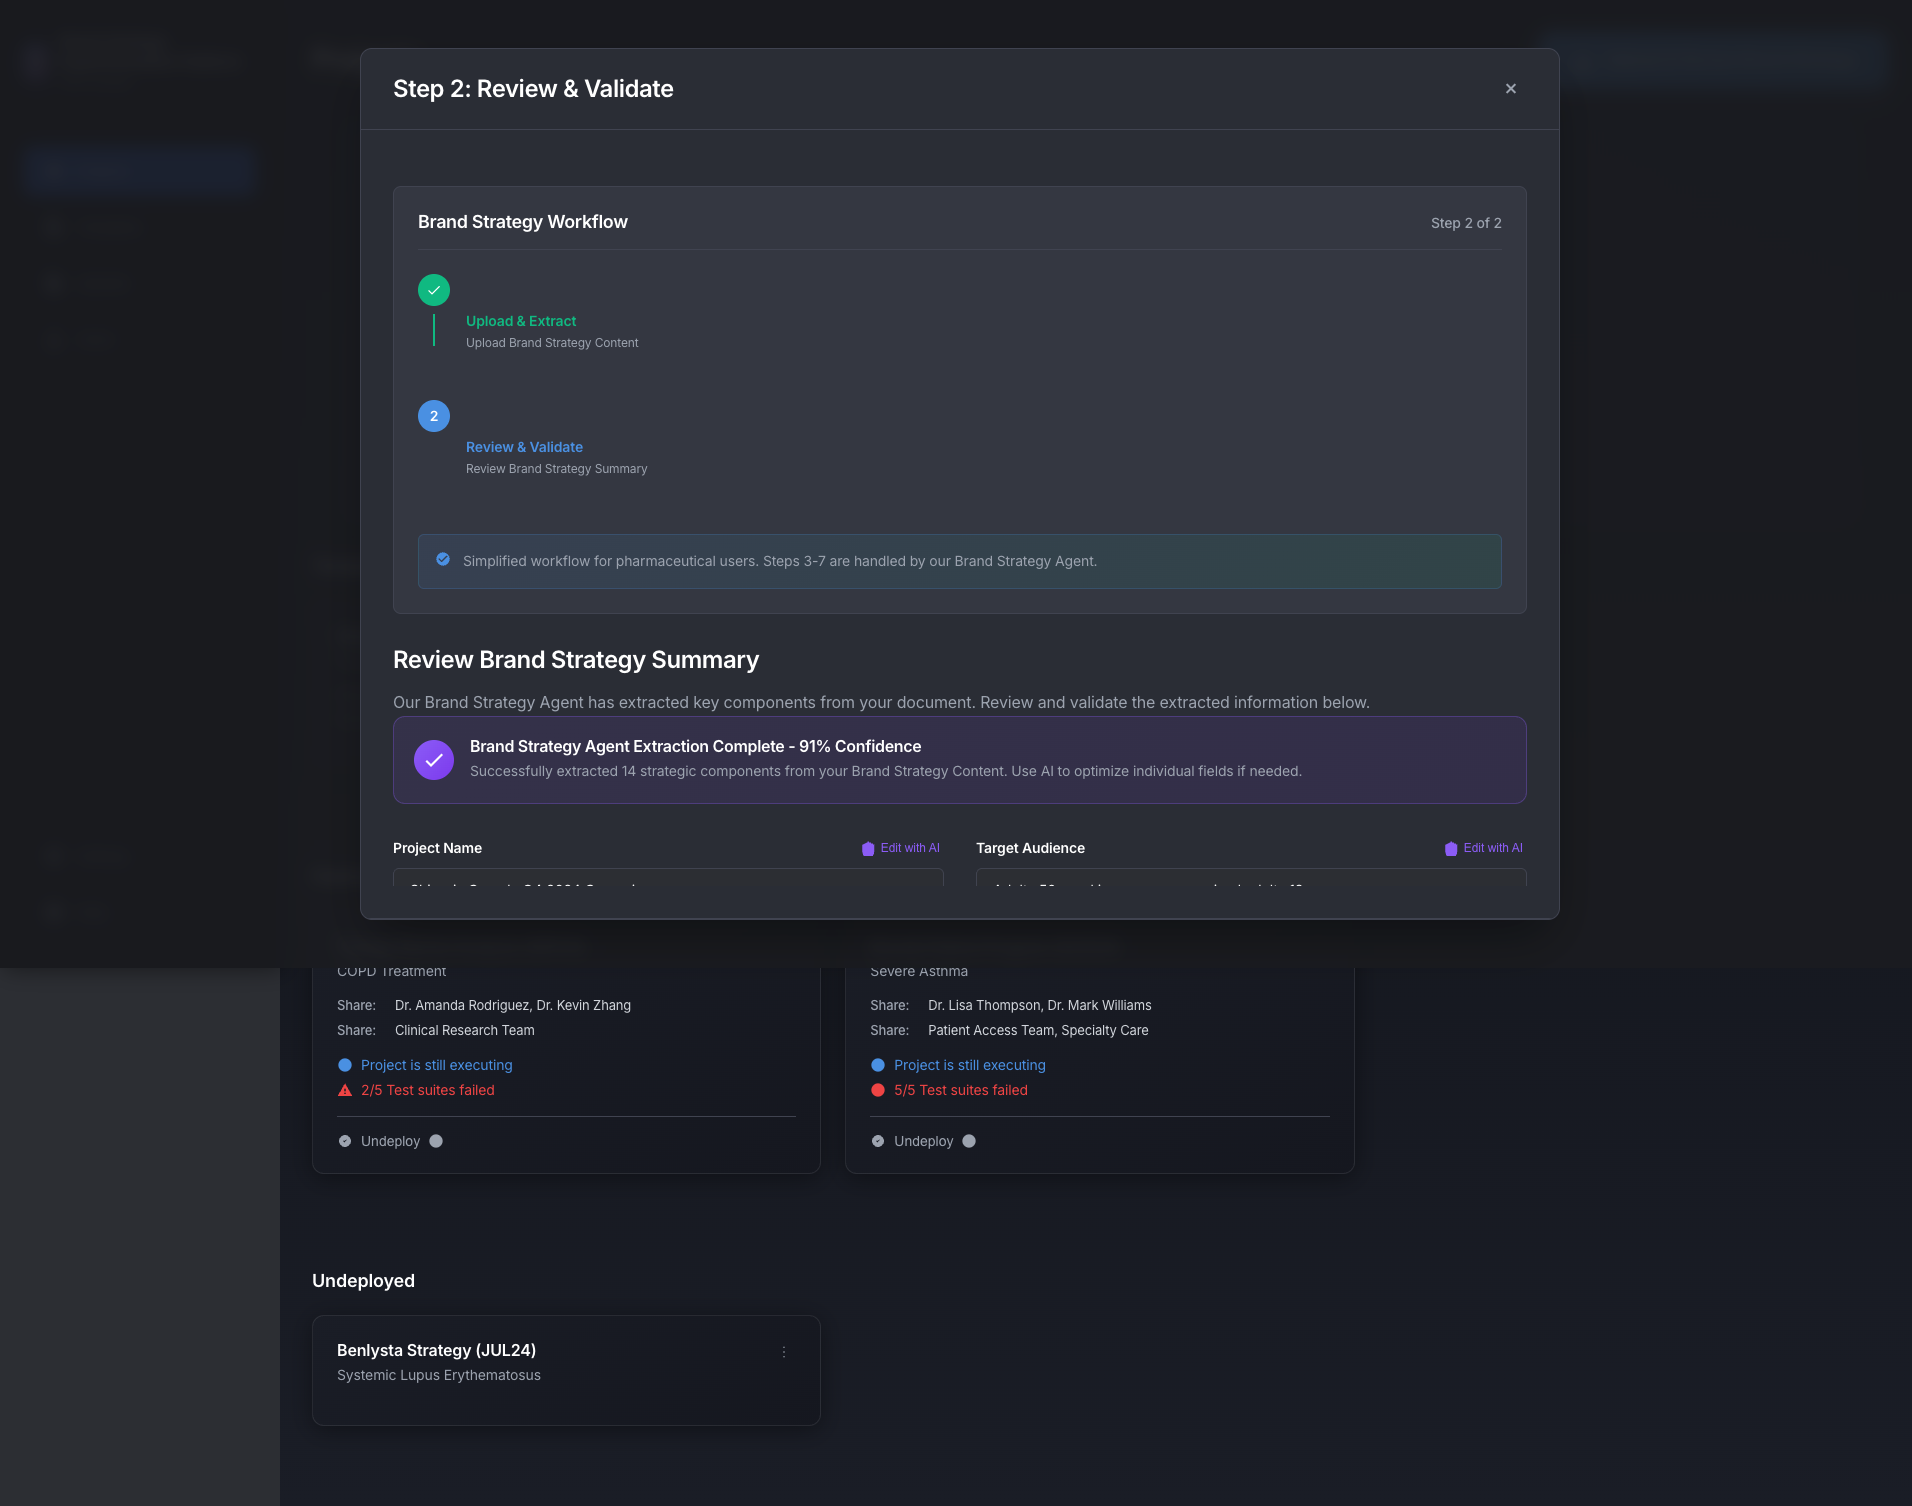 Step 2: Review & Validate
×
Brand Strategy Workflow
Step 2 of 2
Upload & Extract
Upload Brand Strategy Content
2
Review & Validate
Review Brand Strategy Summary
Simplified workflow for pharmaceutical users. Steps 3-7 are handled by our Brand Strategy Agent.
Review Brand Strategy Summary
Our Brand Strategy Agent has extracted key components from your document. Review and validate the extracted information below.
Brand Strategy Agent Extraction Complete - 91% Confidence
Successfully extracted 14 strategic components from your Brand Strategy Content. Use AI to optimize individual fields if needed.
Project Name
Edit with AI
Target Audience
Edit with AI
COPD Treatment
Share: Dr. Amanda Rodriguez, Dr. Kevin Zhang
Share: Clinical Research Team
Project is still executing
2/5 Test suites failed
Undeploy
Severe Asthma
Share: Dr. Lisa Thompson, Dr. Mark Williams
Share: Patient Access Team, Specialty Care
Project is still executing
5/5 Test suites failed
Undeploy
Undeployed
Benlysta Strategy (JUL24)
Systemic Lupus Erythematosus